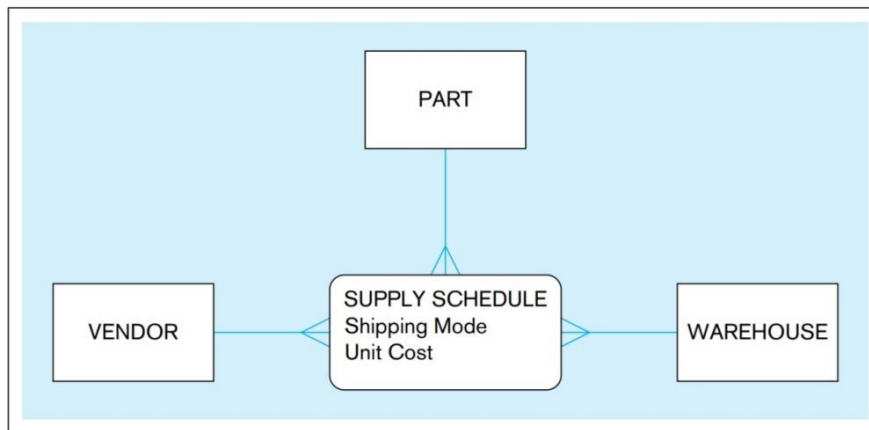 PART
VENDOR
SUPPLY SCHEDULE
Shipping Mode
Unit Cost
WAREHOUSE